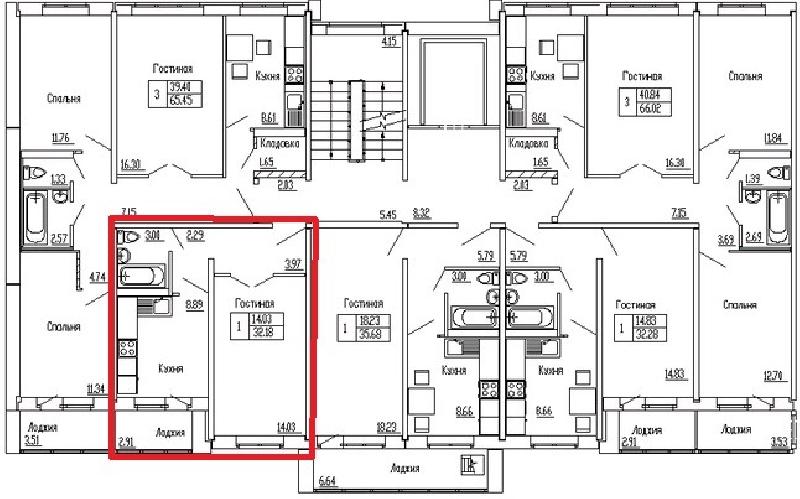 4.15
Гостиная
3 39.40
65.45
Кухня
8.61
Спальня
11.76
16.30
Кладовка
1.65
2.03
1.33
2.57
7.15
4.74
Спальня
11.34
Лоджия
3.51
3.00
2.29
3.97
8.89
Гостиная
1 14.03
32.18
Кухня
14.03
2.91
Лоджия
5.45
8.32
Гостиная
1 18.23
35.68
18.23
5.79
3.00
Кухня
8.66
Лоджия
6.64
5.79
3.00
Кухня
8.66
Гостиная
1 14.83
32.28
14.83
Лоджия
2.91
Кухня
8.61
Кладовка
1.65
2.03
Гостиная
3 40.84
66.02
16.30
Спальня
11.84
1.39
2.69
3.69
7.05
Спальня
12.70
Лоджия
3.53